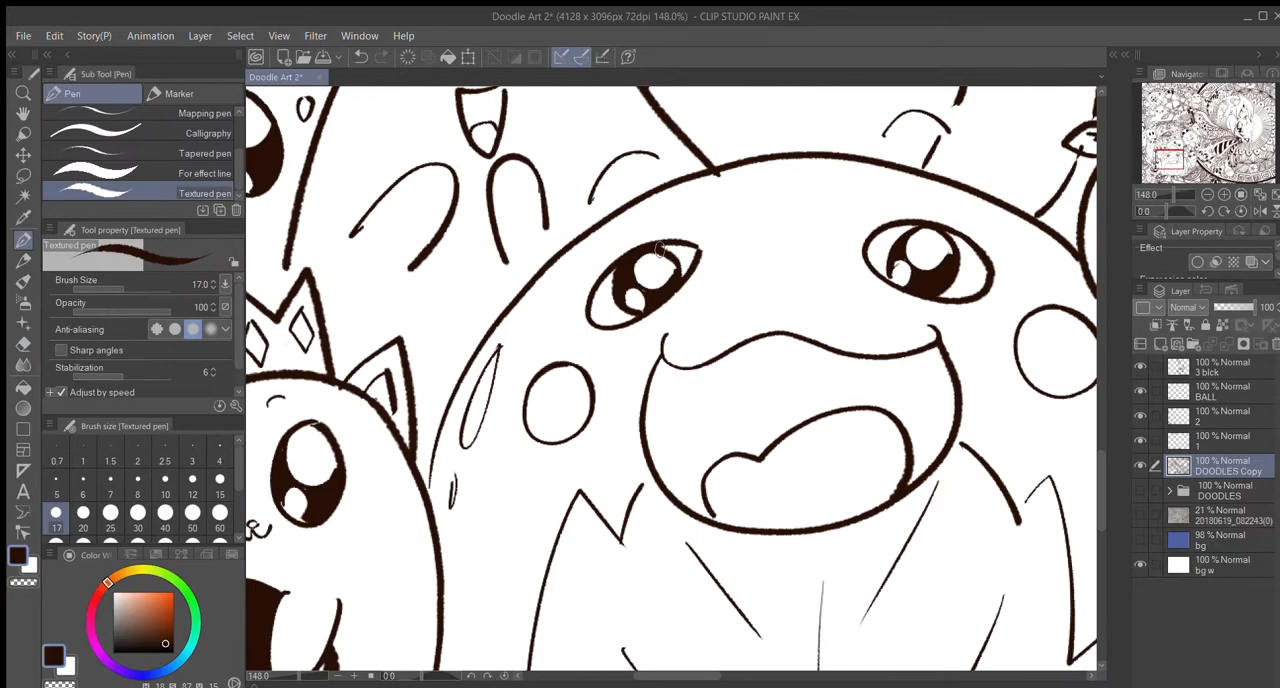 Doodle Art 2* (4128 x 3096px 72dpi 148.0%) - CLIP STUDIO PAINT EX
File Edit Story(P) Animation Layer Select View Filter Window Help
Sub Tool [Pen]
Doodle Art 2*
Navigato
Pen Marker
Mapping pen
Calligraphy
Tapered pen
For effect line
Textured pen
148.0
0.0
Tool property [Textured pen]
Textured pen
Layer Property
Effect
Brush Size 17.0
Opacity 100
Anti-aliasing
Sharp angles
Stabilization 6
Adjust by speed
Layer
Normal 100
100 % Normal
3 blck
100 % Normal
BALL
100 % Normal
2
100 % Normal
1
100 % Normal
DOODLES Copy
100 % Normal
DOODLES
21 % Normal
20180619_082243(0)
98 % Normal
bg
100 % Normal
bg w
Brush size [Textured pen]
0.7 1 1.5 2 2.5 3 4
5 6 7 8 10 12 15
17 20 25 30 40 50 60
Color W
148.0 0.0